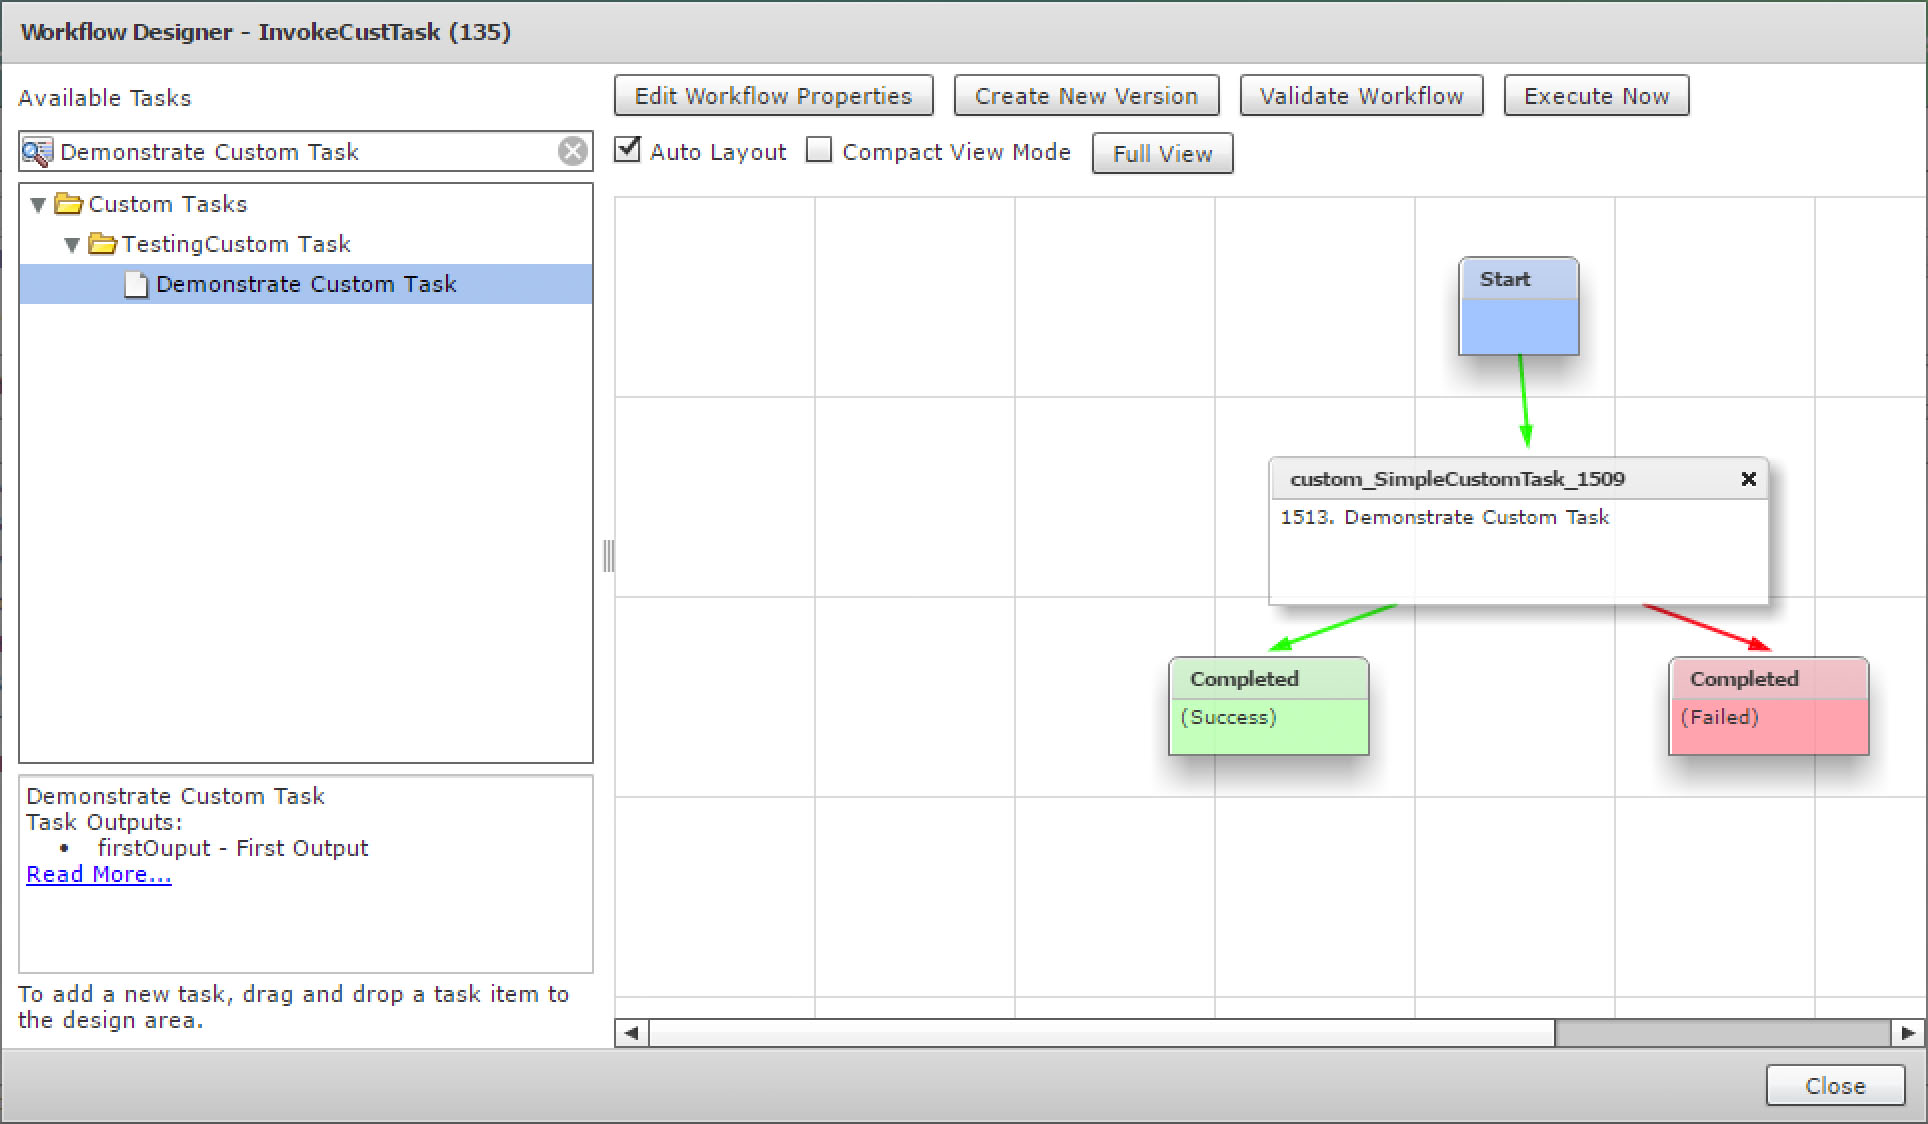 Workflow Designer - InvokeCustTask (135)
Available Tasks
Edit Workflow Properties
Create New Version
Validate Workflow
Execute Now
Demonstrate Custom Task
Auto Layout
Compact View Mode
Full View
Custom Tasks
TestingCustom Task
Demonstrate Custom Task
Start
custom_SimpleCustomTask_1509
1513. Demonstrate Custom Task
Completed
(Success)
Completed
(Failed)
Demonstrate Custom Task
Task Outputs:
• firstOuput - First Output
Read More...
To add a new task, drag and drop a task item to
the design area.
Close